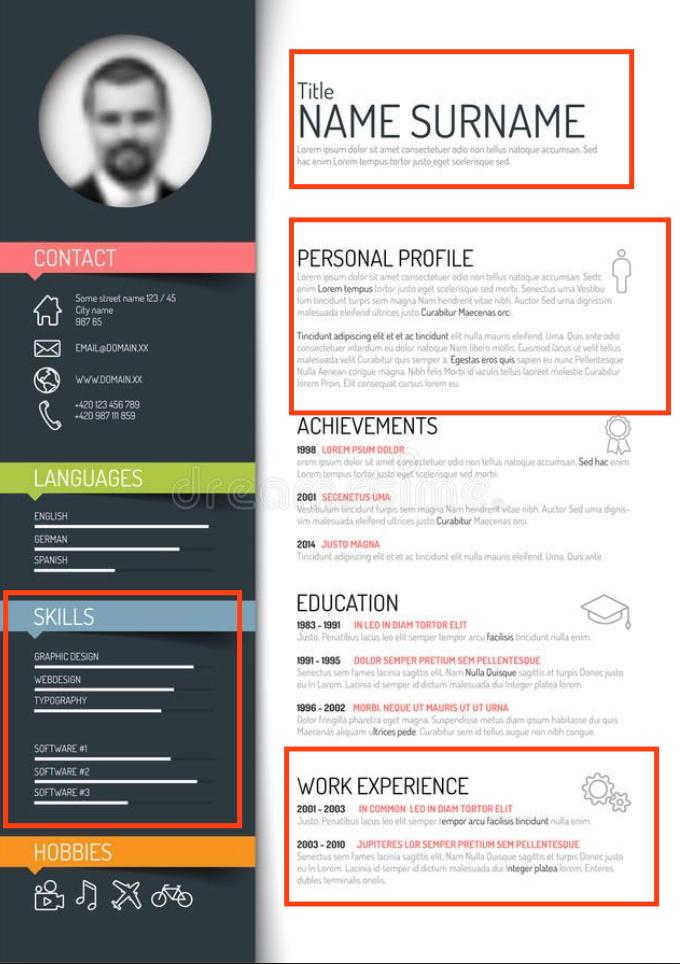 CONTACT
Some street name 123 / 45
City name
987 65
EMAIL@DOMAIN.XX
WWW.DOMAIN.XX
+420 123 456 789
+420 987 111 859
LANGUAGES
ENGLISH
GERMAN
SPANISH
SKILLS
GRAPHIC DESIGN
WEBDESIGN
TYPOGRAPHY
SOFTWARE #1
SOFTWARE #2
SOFTWARE #3
HOBBIES
Title
NAME SURNAME
Lorem ipsum dolor sit amet consectetuer odio non tellus natoque accumsan. Sed
hac enim Lorem tempus tortor justo eget scelerisque sed.
PERSONAL PROFILE
Lorem ipsum dolor sit amet consectetuer odio non tellus natoque accumsan. Sedc
enim Lorem tempus tortor justo eget scelerisque. Senectus urna Vestibu
lum tincidunt turpis sem magna Nam hendrerit vitae enim. Auctor Sed urna dignissim
malesuada eleifend ultrices justo Curabitur Maecenas orci.
Tincidunt adipiscing elit et et ac tincidunt elit nulla mauris eleifend. Urna. Quis ante odio
consectetuer interdum eu dolor natoque Nam libero mollis. Euismod lacus ut tellus tellus
malesuada velit Curabitur quis semper a. Egestas eros quis sapien eu nunc Pellentesque
Nulla Aenean congue magna. Nibh felis Morbi id iaculis tellus laoreet molestie Curabitur
lorem Proin. Elit consequat cursus lorem eu.
ACHIEVEMENTS
1998 LOREM PSUM DOLOR
orem ipsum dolor sit amet consectetuer odio non tellus natoque accumsan. Sed hac enim
Lorem tempus tortor justo eget scelerisque sed morbi.
2001 SECENETUS UMA
Vestibulum tincidunt turpis sem magna Nam hendrerit vitae enim. Auctor Sed urna dignis-
sim malesuada eleifend ultrices justo Curabitur Maecenas orci.
2014 JUSTO MAGNA
Tincidunt adipiscing elit et et ac tincidunt elit nulla mauris eleifend. Urna. Quis ante
EDUCATION
1983 - 1991 IN LEO IN DIAM TORTOR ELIT
Justo. Penatibus lacus leo elit semper tempor arcu facilisis tincidunt nulla enim.
1991 - 1995 DOLOR SEMPER PRETIUM SEM PELLENTESQUE
Senectus sem fames lacinia sagittis elit. Nam Nulla Quisque sagittis et tincidunt velit
eu In Lorem. Lacinia id semper id dictum malesuada dui Integer platea lorem
1996 - 2002 MORBI. NEQUE UT MAURIS UT UT URNA
Dolor fringilla pharetra eget magna. Suspendisse metus diam ipsum habitasse dui quis
Maecenas aliquam ultrices pede. Curabitur sem id tellus augue non nibh congue.
WORK EXPERIENCE
2001 - 2003 IN COMMON LEO IN DIAM TORTOR ELIT
Justo. Penatibus lacus leo elit semper tempor arcu facilisis tincidunt nulla enim.
2003 - 2010 JUPITERES LOR SEMPER PRETIUM SEM PELLENTESQUE
Senectus sem fames lacinia sagittis elit. Nam Nulla Quisque sagittis et tincidunt velit
eu In Lorem. Lacinia id semper id dictum malesuada dui Integer platea lorem. Enteres
dubles terminalis onolis.
dreamstime.